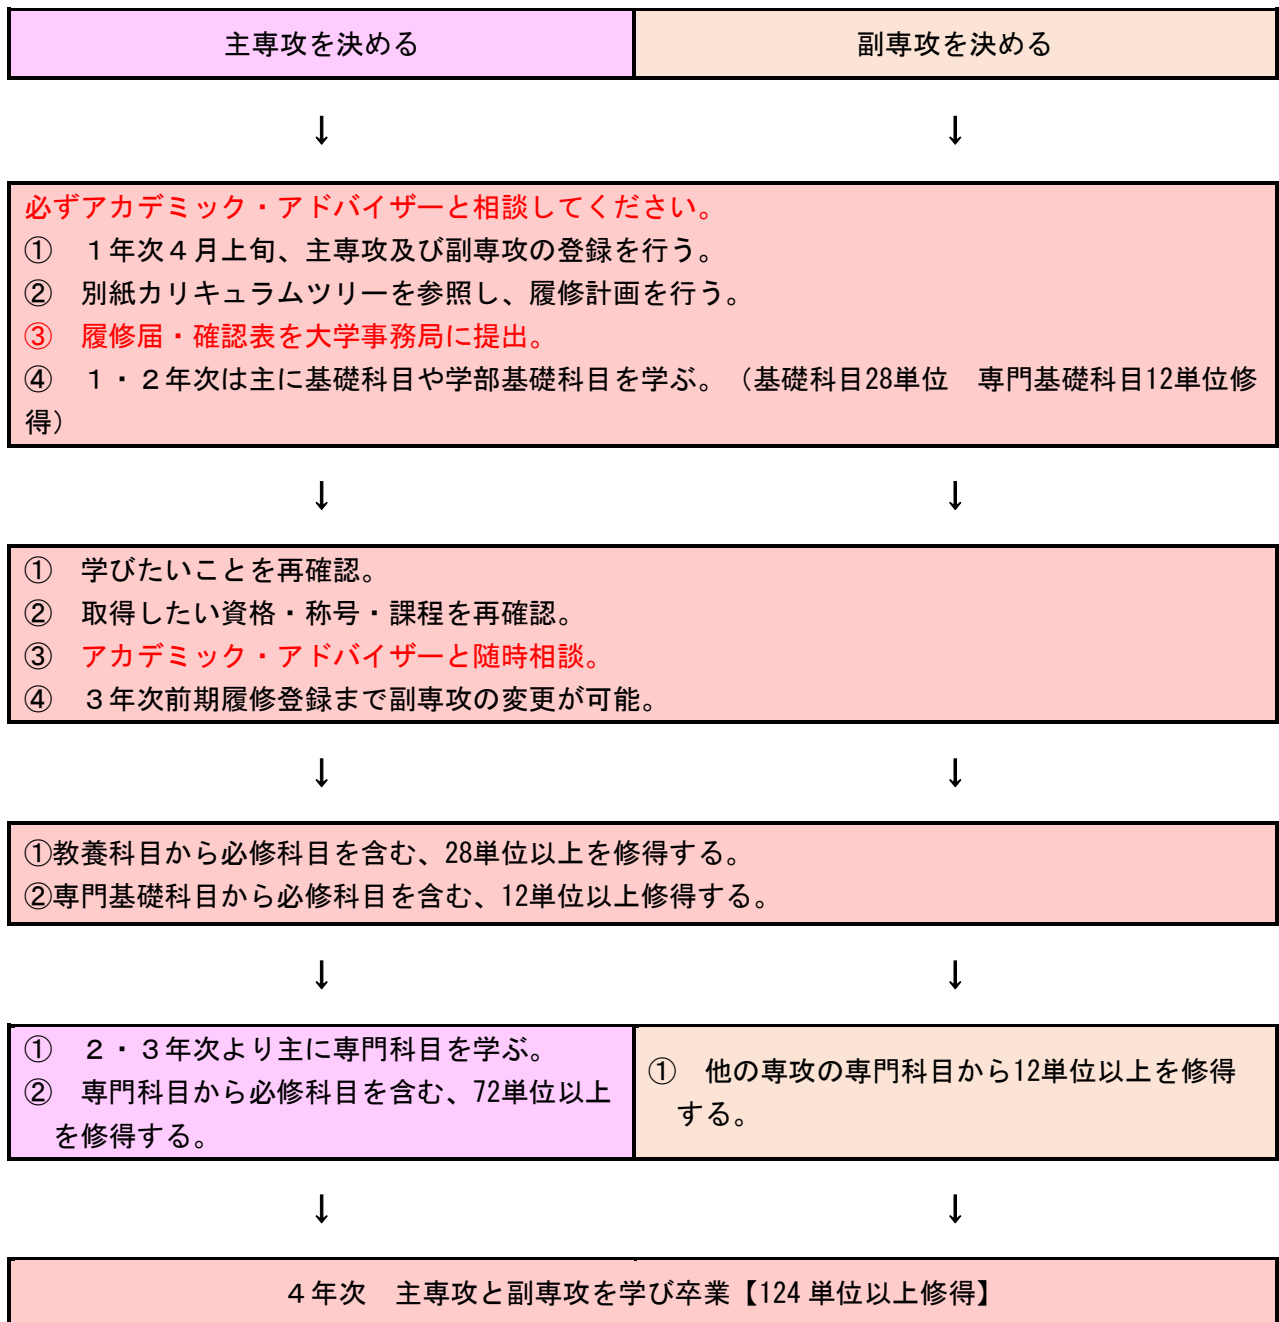 主専攻を決める
副専攻を決める
↓
↓
必ずアカデミック・アドバイザーと相談してください。
①　１年次４月上旬、主専攻及び副専攻の登録を行う。
②　別紙カリキュラムツリーを参照し、履修計画を行う。
③　履修届・確認表を大学事務局に提出。
④　１・２年次は主に基礎科目や学部基礎科目を学ぶ。（基礎科目28単位　専門基礎科目12単位修
得）
↓
↓
①　学びたいことを再確認。
②　取得したい資格・称号・課程を再確認。
③　アカデミック・アドバイザーと随時相談。
④　３年次前期履修登録まで副専攻の変更が可能。
↓
↓
①教養科目から必修科目を含む、28単位以上を修得する。
②専門基礎科目から必修科目を含む、12単位以上修得する。
↓
↓
①　２・３年次より主に専門科目を学ぶ。
②　専門科目から必修科目を含む、72単位以上
を修得する。
①　他の専攻の専門科目から12単位以上を修得
する。
↓
↓
４年次　主専攻と副専攻を学び卒業【124 単位以上修得】